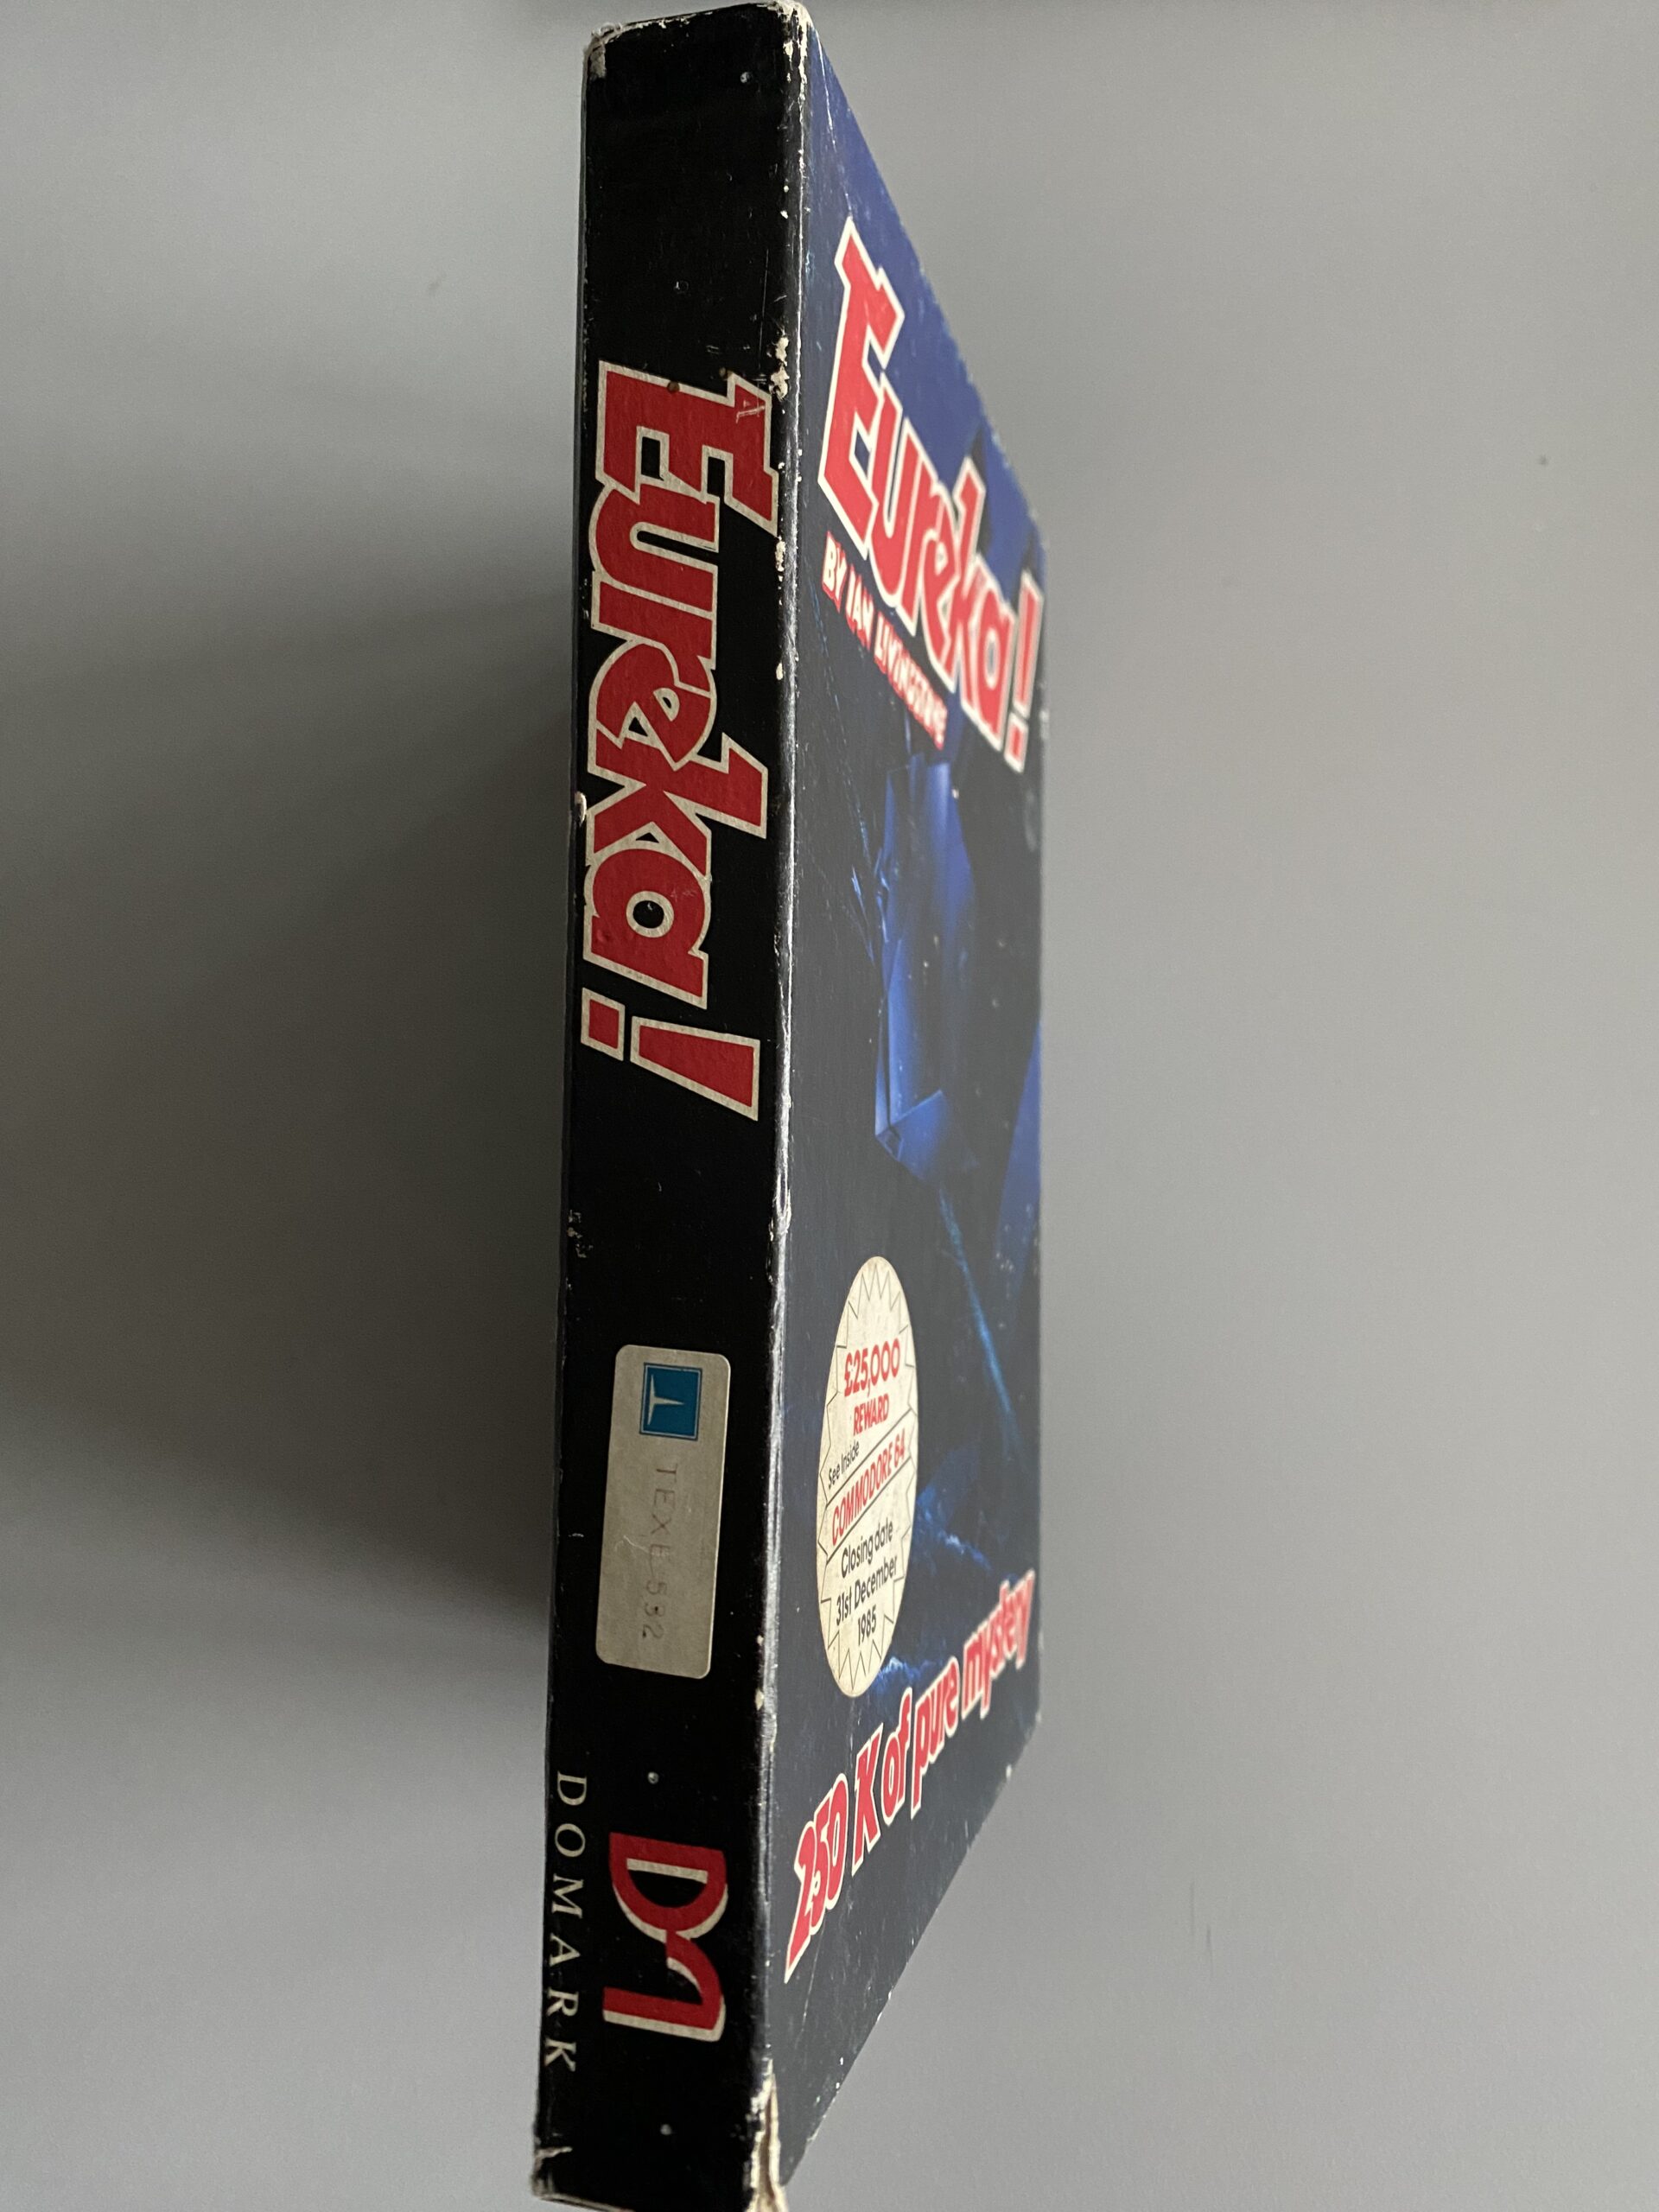 Eureka!
TEXE 532
DM
DOMARK
Eureka!
BY IAN LIVINGSTONE
£25,000
REWARD
See Inside
COMMODORE 64
Closing date
31st December
1985
250 K of pure mystery